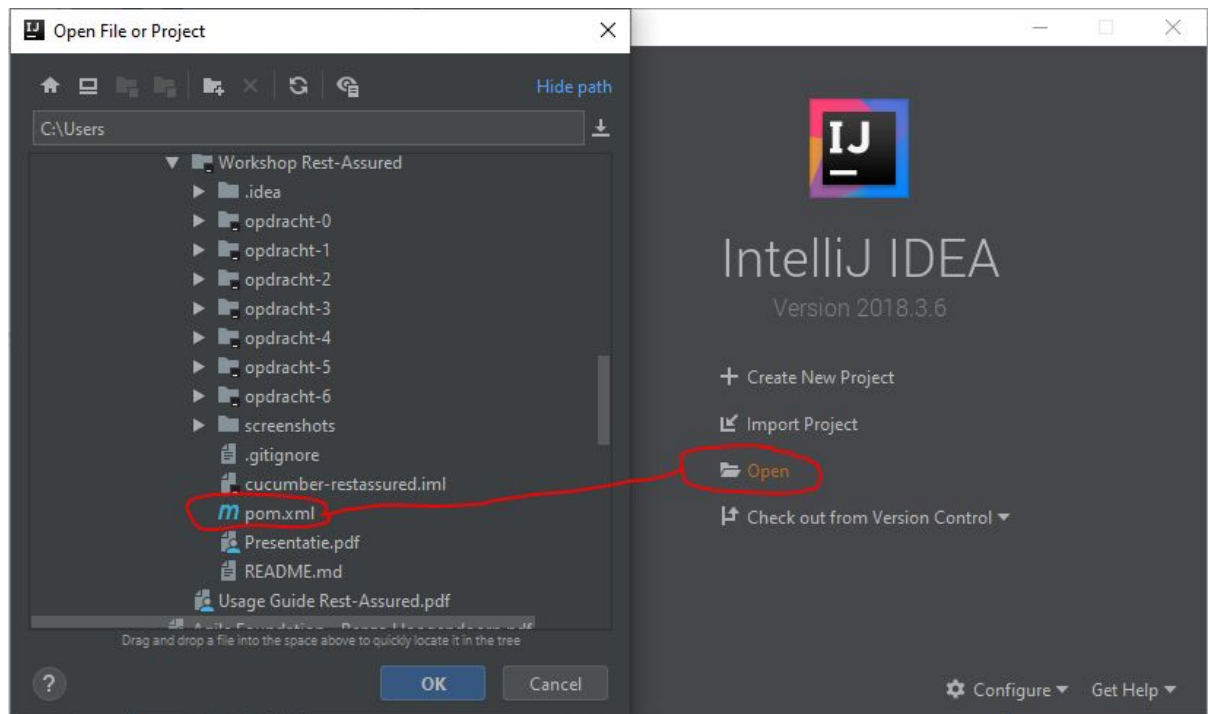 Open File or Project
Hide path
C:\Users
Workshop Rest-Assured
.idea
opdracht-0
opdracht-1
opdracht-2
opdracht-3
opdracht-4
opdracht-5
opdracht-6
screenshots
.gitignore
cucumber-restassured.iml
pom.xml
Presentatie.pdf
README.md
Usage Guide Rest-Assured.pdf
Agile Foundation -
Drag and drop a file into the space above to quickly locate it in the tree
?
OK
Cancel
IJ
IntelliJ IDEA
Version 2018.3.6
Create New Project
Import Project
Open
Check out from Version Control
Configure
Get Help